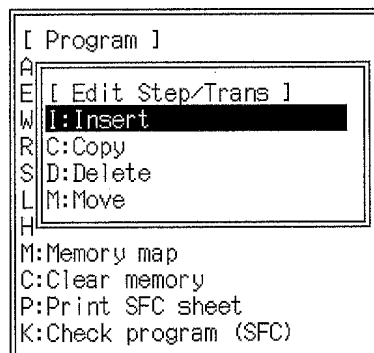 [ Program ]
A
E
[ Edit Step/Trans ]
W
I:Insert
R
C:Copy
S
D:Delete
L
M:Move
H
M:Memory map
C:Clear memory
P:Print SFC sheet
K:Check program (SFC)